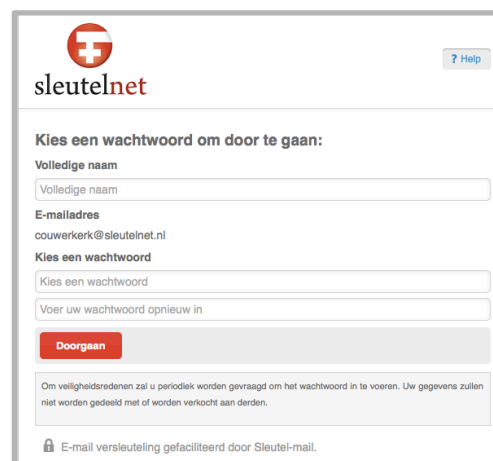 sleutelnet
? Help
Kies een wachtwoord om door te gaan:
Volledige naam
Volledige naam
E-mailadres
couwerkerk@sleutelnet.nl
Kies een wachtwoord
Kies een wachtwoord
Voer uw wachtwoord opnieuw in
Doorgaan
Om veiligheidsredenen zal u periodiek worden gevraagd om het wachtwoord in te voeren. Uw gegevens zullen
niet worden gedeeld met of worden verkocht aan derden.
E-mail versleuteling gefaciliteerd door Sleutel-mail.